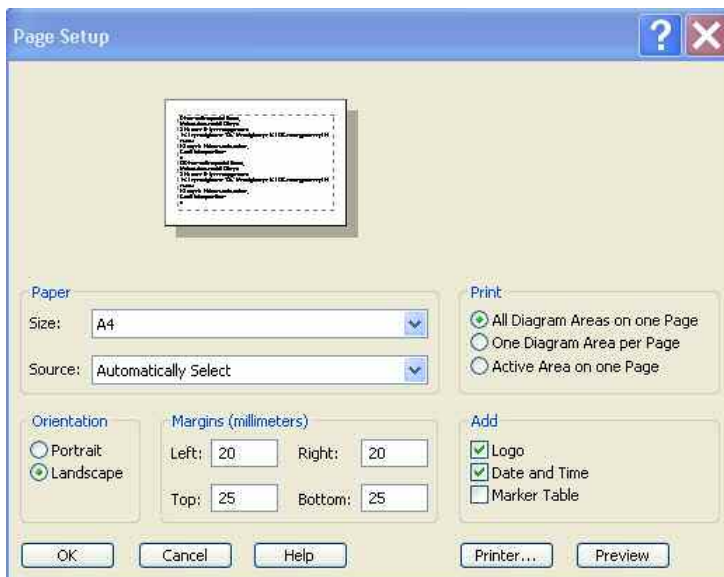 Page Setup
Paper
Size: A4
Source: Automatically Select
Print
All Diagram Areas on one Page
One Diagram Area per Page
Active Area on one Page
Orientation
Portrait
Landscape
Margins (millimeters)
Left: 20 Right: 20
Top: 25 Bottom: 25
Add
Logo
Date and Time
Marker Table
OK Cancel Help Printer... Preview